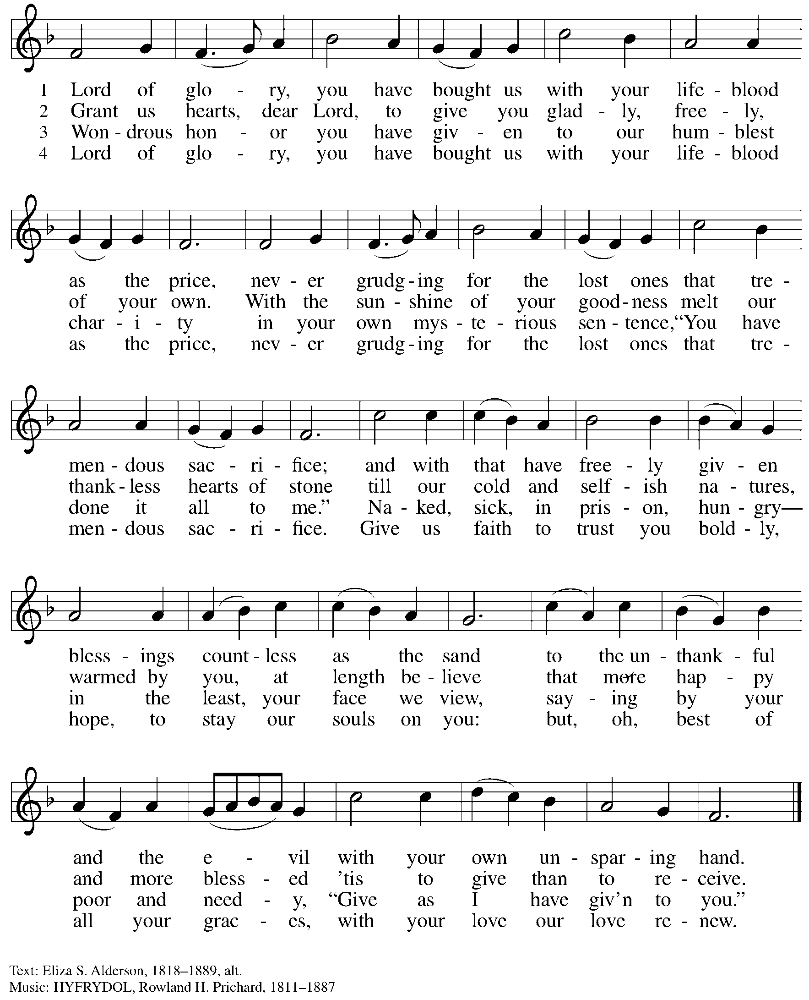 1 Lord of glo - ry, you have bought us with your life - blood
2 Grant us hearts, dear Lord, to give you glad - ly, free - ly,
3 Won - drous hon - or you have giv - en to our hum - blest
4 Lord of glo - ry, you have bought us with your life - blood
as the price, nev - er grudg - ing for the lost ones that tre -
of your own. With the sun - shine of your good - ness melt our
char - i - ty in your own mys - te - rious sen - tence, “You have
as the price, nev - er grudg - ing for the lost ones that tre -
men - dous sac - ri - fice; and with that have free - ly giv - en
thank - less hearts of stone till our cold and self - ish na - tures,
done it all to me.” Na - ked, sick, in pris - on, hun - gry—
men - dous sac - ri - fice. Give us faith to trust you bold - ly,
bless - ings count - less as the sand to the un - thank - ful
warmed by you, at length be - lieve that more hap - py
in the least, your face we view, say - ing by your
hope, to stay our souls on you: but, oh, best of
and the e - vil with your own un - spar - ing hand.
and more bless - ed ’tis to give than to re - ceive.
poor and need - y, “Give as I have giv’n to you.”
all your grac - es, with your love our love re - new.
Text: Eliza S. Alderson, 1818–1889, alt.
Music: HYFRYDOL, Rowland H. Prichard, 1811–1887